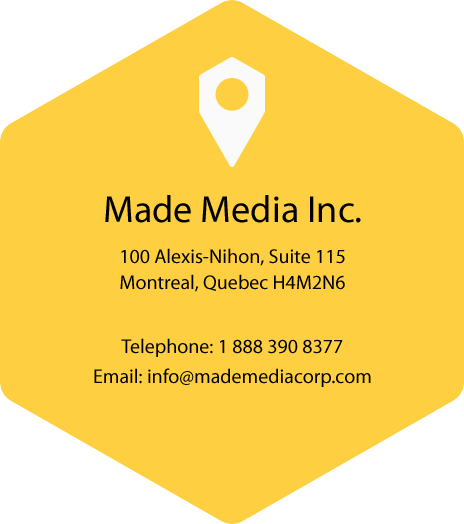 Made Media Inc.
100 Alexis-Nihon, Suite 115
Montreal, Quebec H4M2N6
Telephone: 1 888 390 8377
Email: info@mademediacorp.com